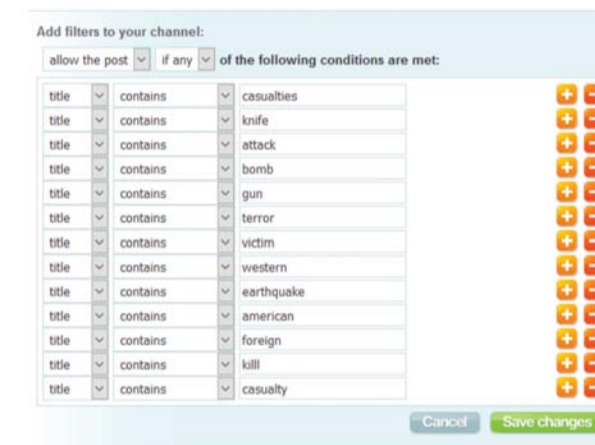 Add filters to your channel:
allow the post if any of the following conditions are met:
title contains casualties
title contains knife
title contains attack
title contains bomb
title contains gun
title contains terror
title contains victim
title contains western
title contains earthquake
title contains american
title contains foreign
title contains killl
title contains casualty
Cancel Save changes